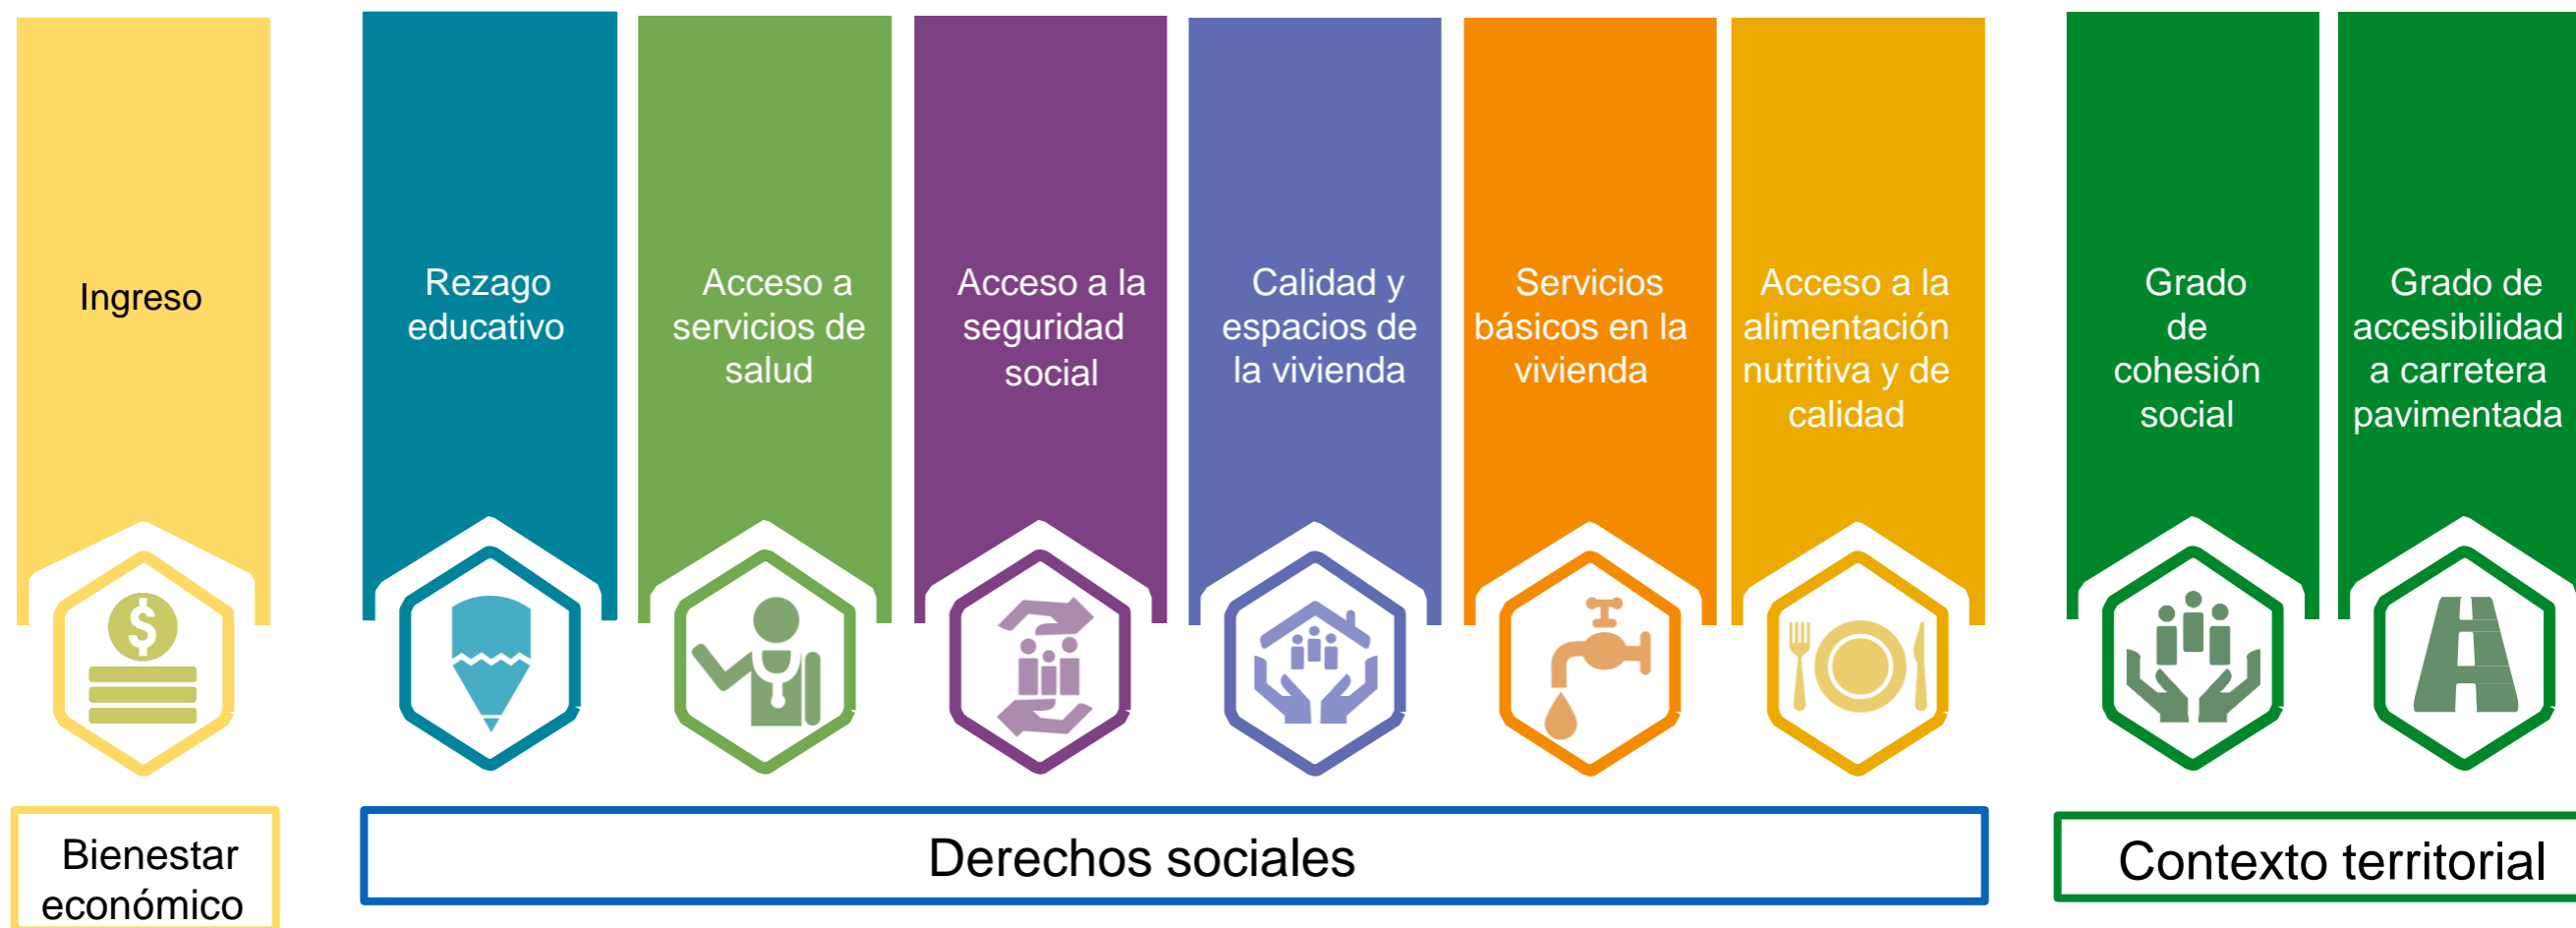 Ingreso
Rezago
educativo
Acceso a
servicios de
salud
Acceso a la
seguridad
social
Calidad y
espacios de
la vivienda
Servicios
básicos en la
vivienda
Acceso a la
alimentación
nutritiva y de
calidad
Grado
de
cohesión
social
Grado de
accesibilidad
a carretera
pavimentada
$
Bienestar
económico
Derechos sociales
Contexto territorial